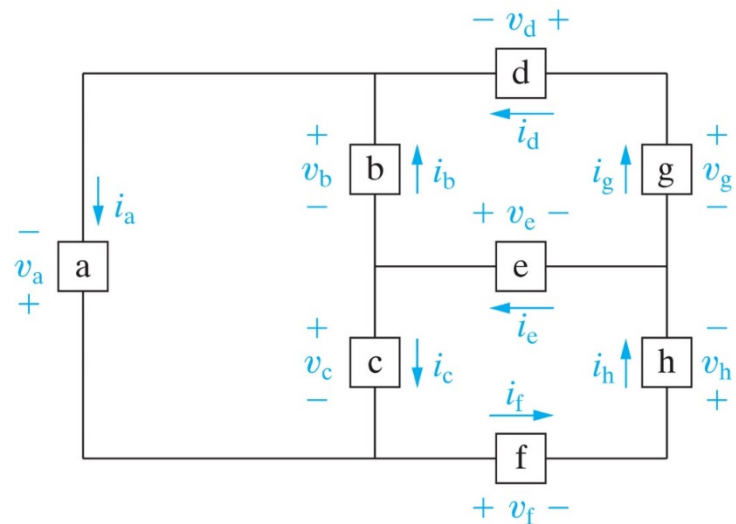 − v_d +
d
i_d
+ v_b −
b
i_b
i_g
g
+ v_g −
i_a
− v_a +
a
+ v_e −
e
i_e
+ v_c −
c
i_c
i_h
h
− v_h +
i_f
f
+ v_f −